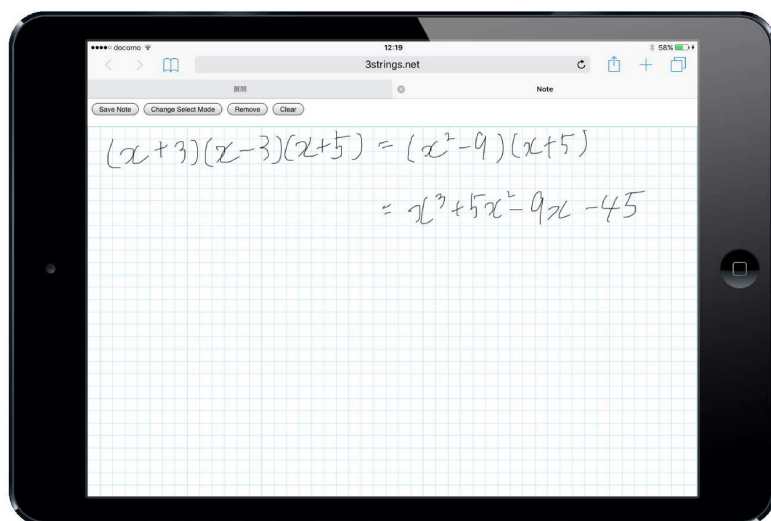 docomo 12:19 58%
3strings.net
展開 Note
Save Note Change Select Mode Remove Clear
(x+3)(x-3)(x+5) = (x²-9)(x+5)
= x³+5x²-9x-45